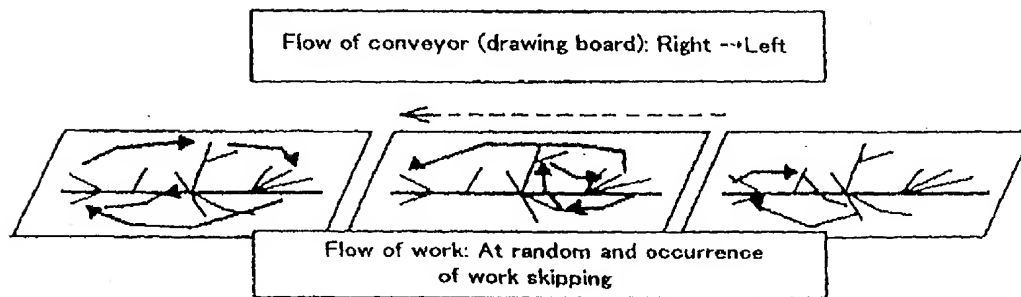 Flow of conveyor (drawing board): Right --→Left
Flow of work: At random and occurrence
of work skipping